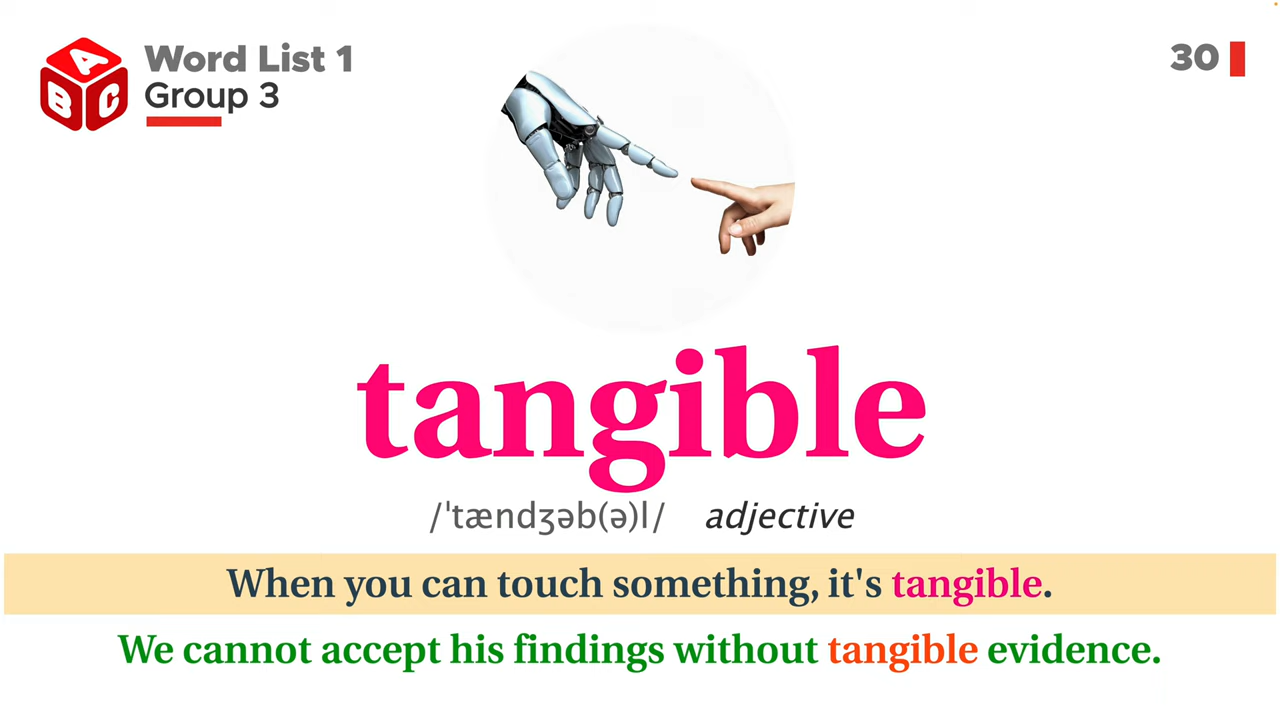 A
B
C
Word List 1
Group 3
30
tangible
/ˈtændʒəb(ə)l/ adjective
When you can touch something, it's tangible.
We cannot accept his findings without tangible evidence.